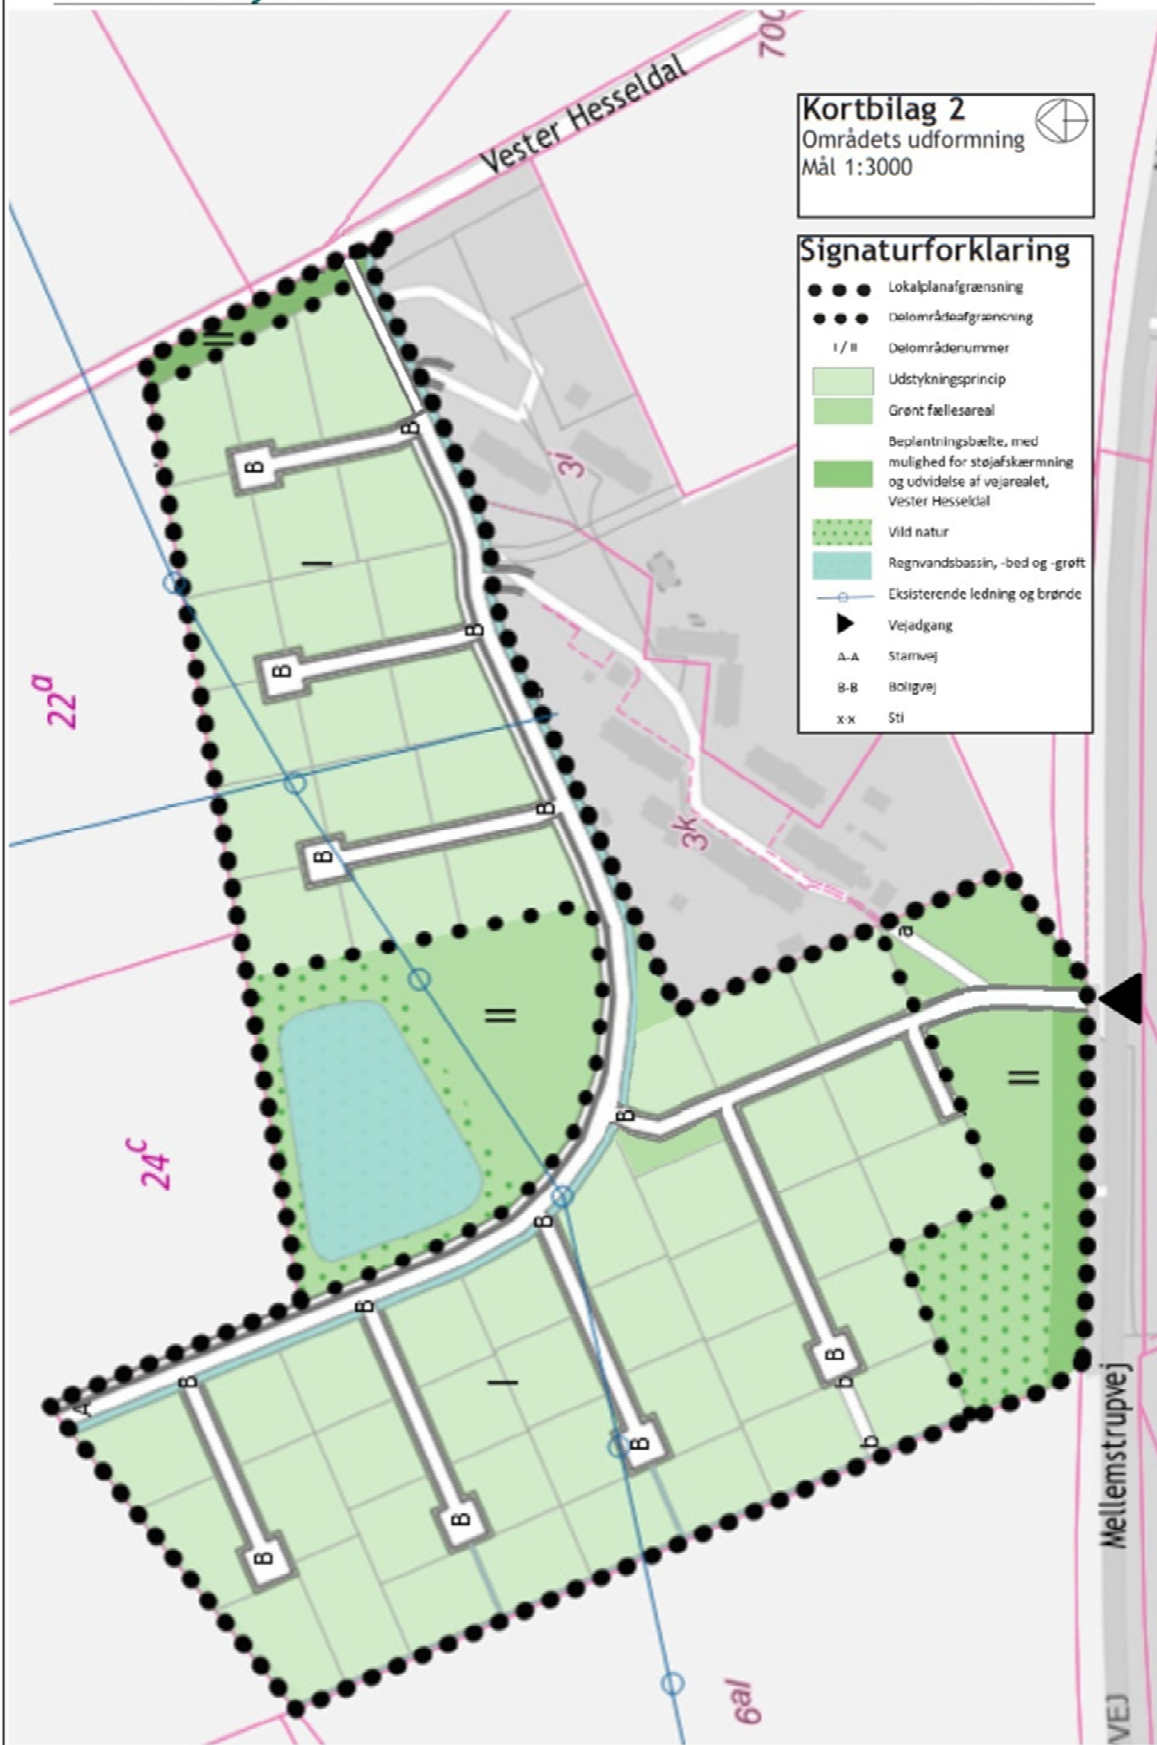 700
Vester Hesseldal
Kortbilag 2
Områdets udformning
Mål 1:3000
Signaturforklaring
Lokalplanafgrænsning
Delområdeafgrænsning
I / II Delområdenummer
Udstykningsprincip
Grønt fællesareal
Beplantningsbælte, med
mulighed for støjafskærmning
og udvidelse af vejarealet,
Vester Hesseldal
Vild natur
Regnvandsbassin, -bed og -grøft
Eksisterende ledning og brønde
Vejadgang
A-A Stamvej
B-B Boligvej
x-x Sti
II
B
B
3i
I
B
B
22a
B
B
3k
a
II
II
24c
B
B
B
B
B
A
I
b
b
B
B
B
Mellemstrupvej
6al
VEJ